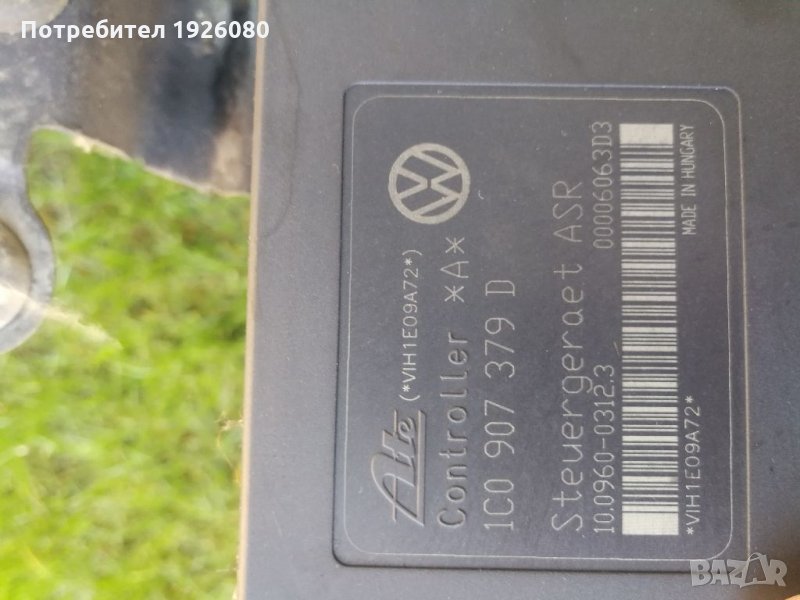 Потребител 1926080
Ate (*VIH1E09A72*)
Controller *A*
1C0 907 379 D
Steuergeraet ASR
10.0960-0312.3 00006063D3
*VIH1E09A72* MADE IN HUNGARY
BAZAR